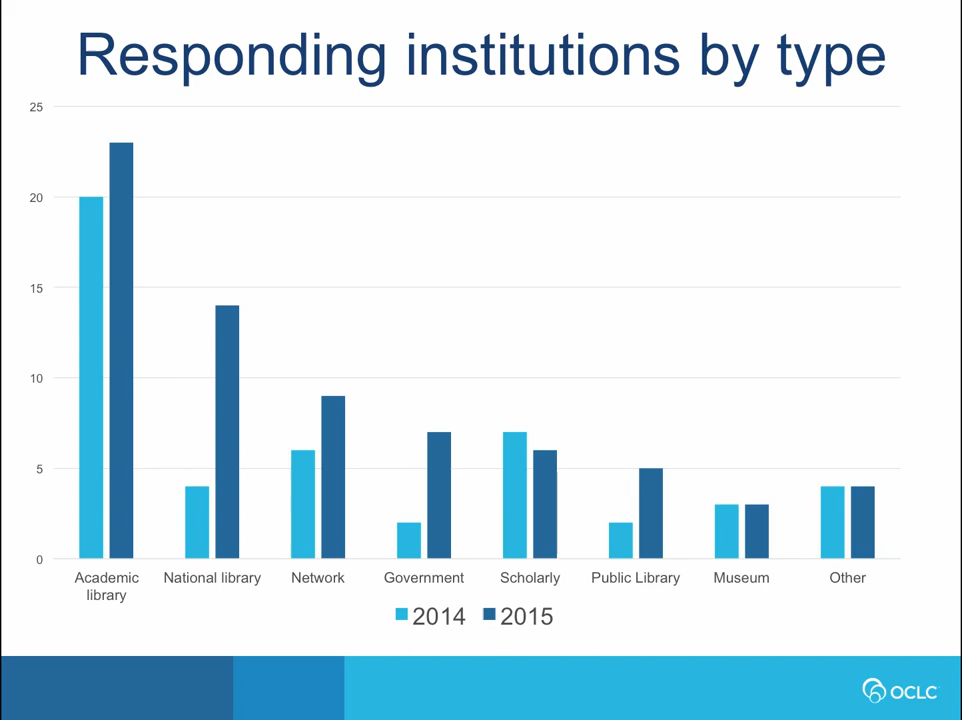 Responding institutions by type
25
20
15
10
5
0
Academic library
National library
Network
Government
Scholarly
Public Library
Museum
Other
2014
2015
OCLC